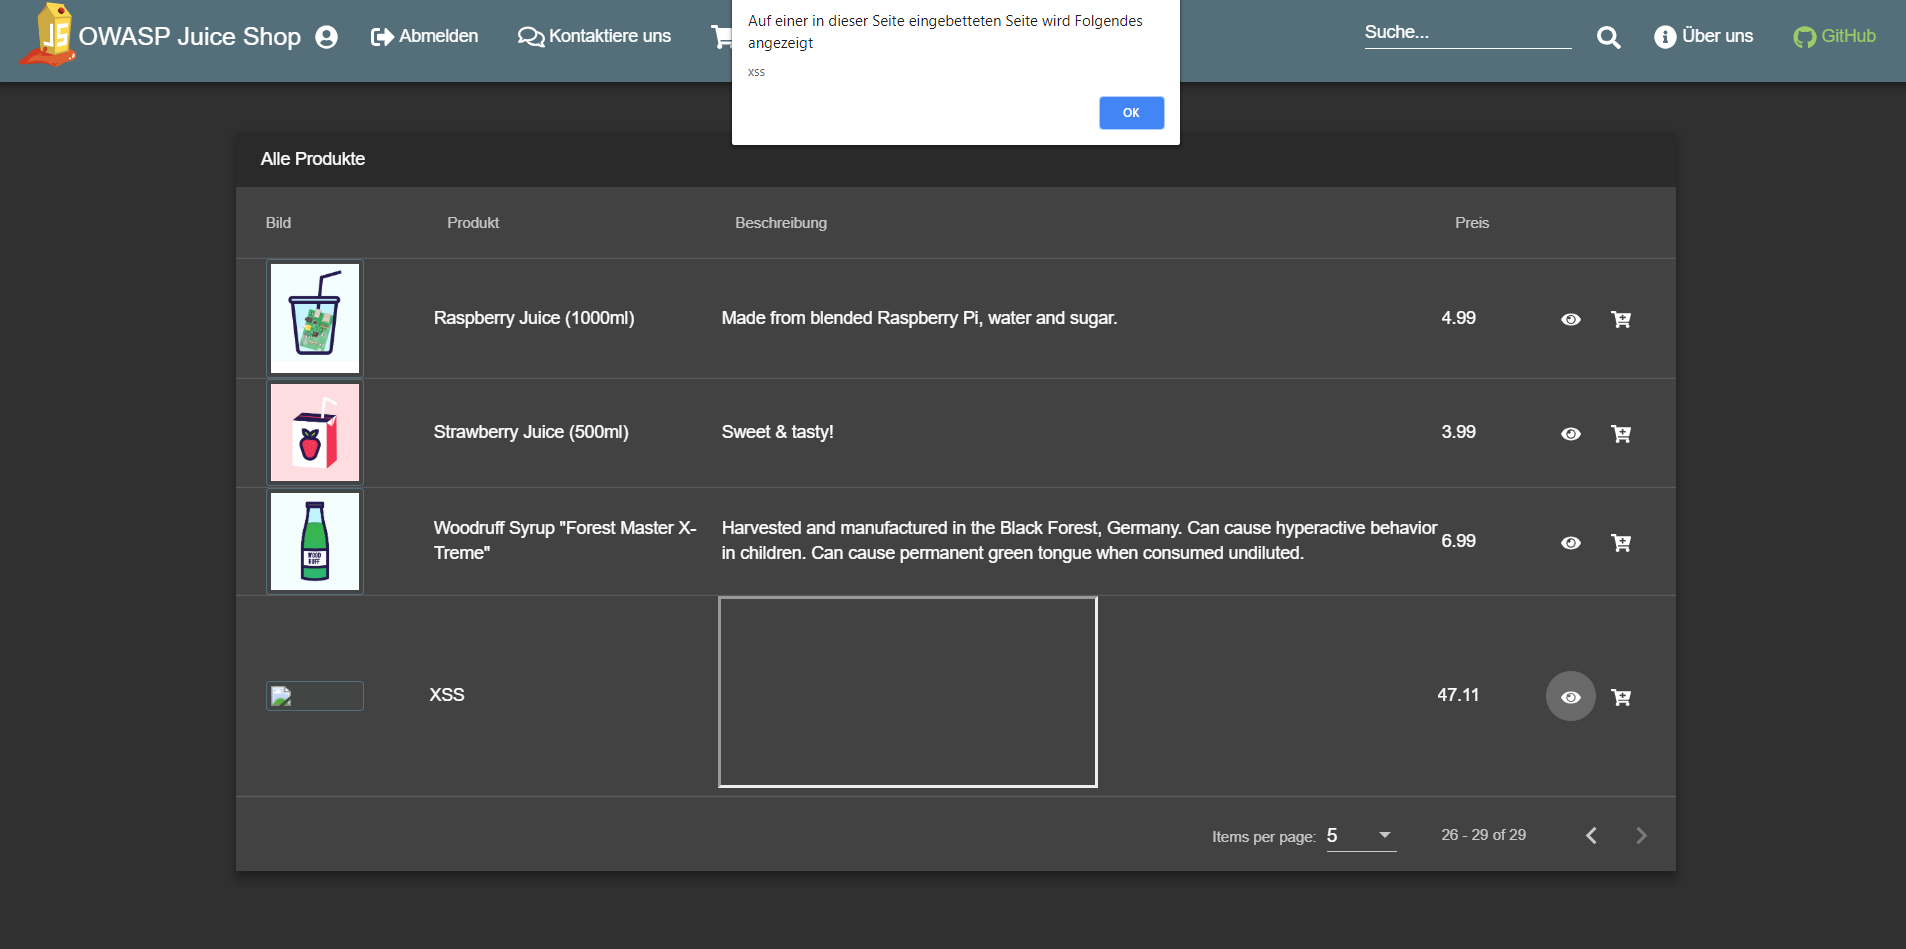 OWASP Juice Shop
Abmelden
Kontaktiere uns
Suche...
Über uns
GitHub
Auf einer in dieser Seite eingebetteten Seite wird Folgendes
angezeigt
xss
OK
Alle Produkte
Bild Produkt Beschreibung Preis
Raspberry Juice (1000ml) Made from blended Raspberry Pi, water and sugar. 4.99
Strawberry Juice (500ml) Sweet & tasty! 3.99
Woodruff Syrup "Forest Master X-
Treme"
Harvested and manufactured in the Black Forest, Germany. Can cause hyperactive behavior
in children. Can cause permanent green tongue when consumed undiluted.
6.99
WOOD
RUFF
XSS 47.11
Items per page: 5 26 - 29 of 29